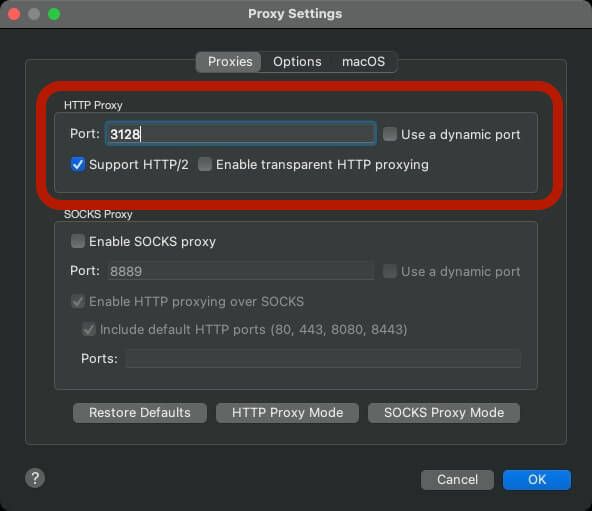 Proxy Settings
Proxies Options macOS
HTTP Proxy
Port: 3128 Use a dynamic port
Support HTTP/2 Enable transparent HTTP proxying
SOCKS Proxy
Enable SOCKS proxy
Port: 8889 Use a dynamic port
Enable HTTP proxying over SOCKS
Include default HTTP ports (80, 443, 8080, 8443)
Ports:
Restore Defaults HTTP Proxy Mode SOCKS Proxy Mode
? Cancel OK